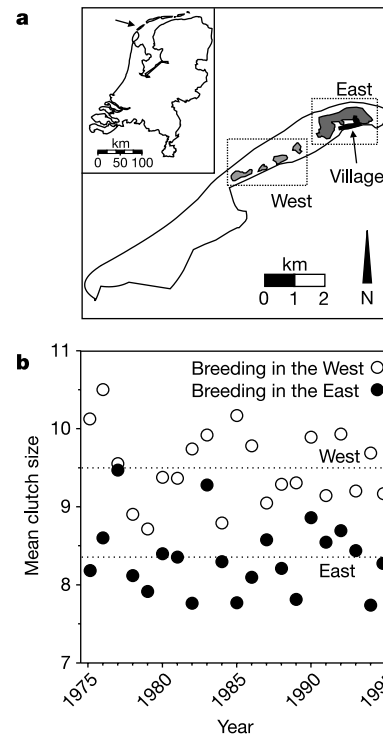 a
km
0 50 100
East
Village
West
km
0 1 2
N
b
11
10
9
8
7
Mean clutch size
Breeding in the West
Breeding in the East
West
East
1975
1980
1985
1990
Year